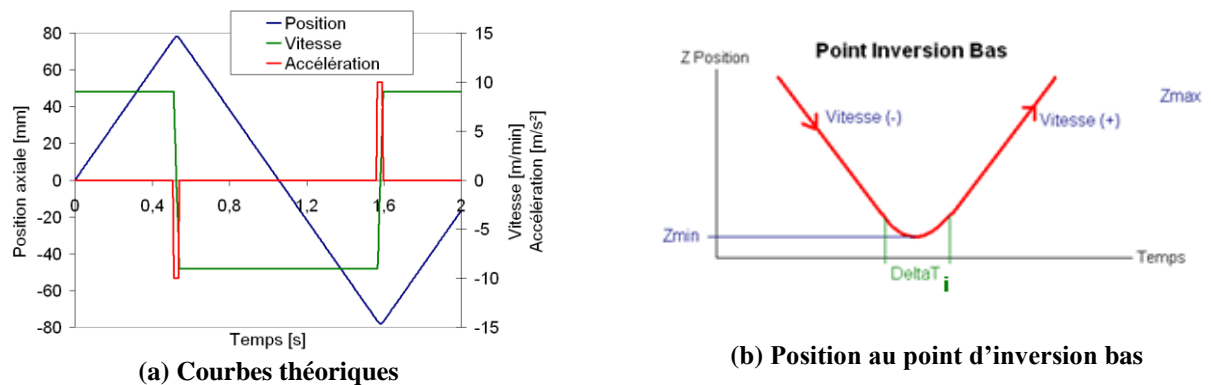 80
60
40
20
0
-20
-40
-60
-80
Position axiale [mm]
Position
Vitesse
Accélération
15
10
5
0
-5
-10
-15
Vitesse [m/min]
Accélération [m/s²]
0
0,4
0,8
1,2
1,6
2
Temps [s]
(a) Courbes théoriques
Point Inversion Bas
Z Position
Zmax
Vitesse (-)
Vitesse (+)
Zmin
Temps
DeltaT i
(b) Position au point d'inversion bas